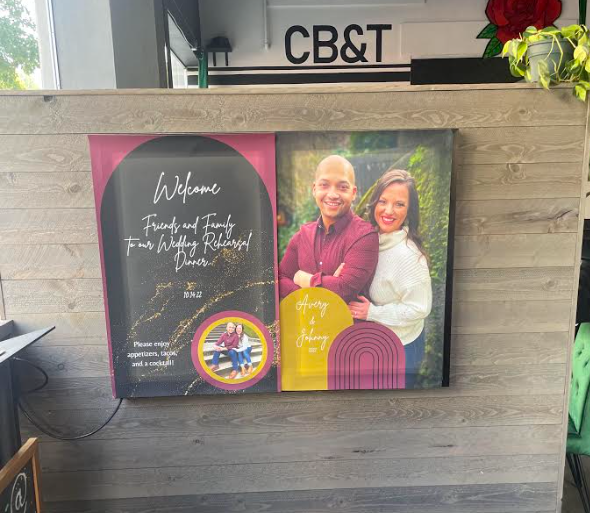 CB&T
Welcome
Friends and Family
to our Wedding Rehearsal
Dinner
10.14.22
Please enjoy
appetizers, tacos,
and a cocktail!
Avery
&
Johnny
@